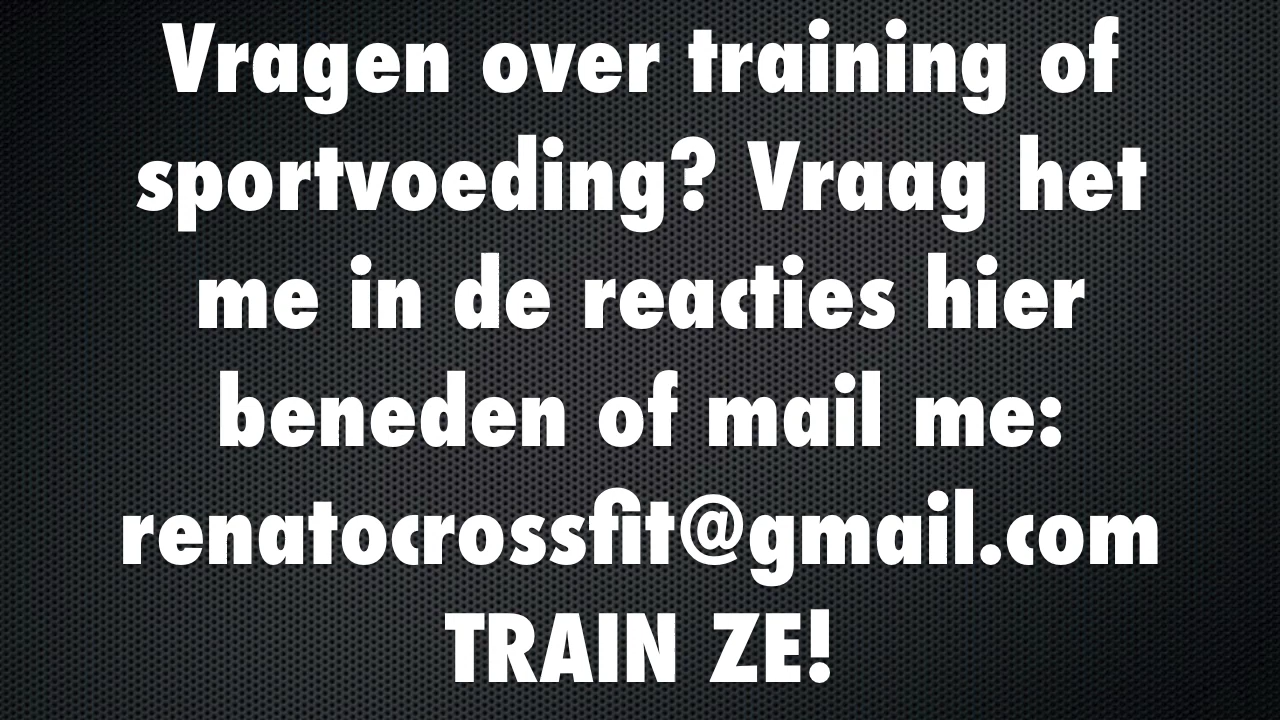 Vragen over training of
sportvoeding? Vraag het
me in de reacties hier
beneden of mail me:
renatocrossfit@gmail.com
TRAIN ZE!